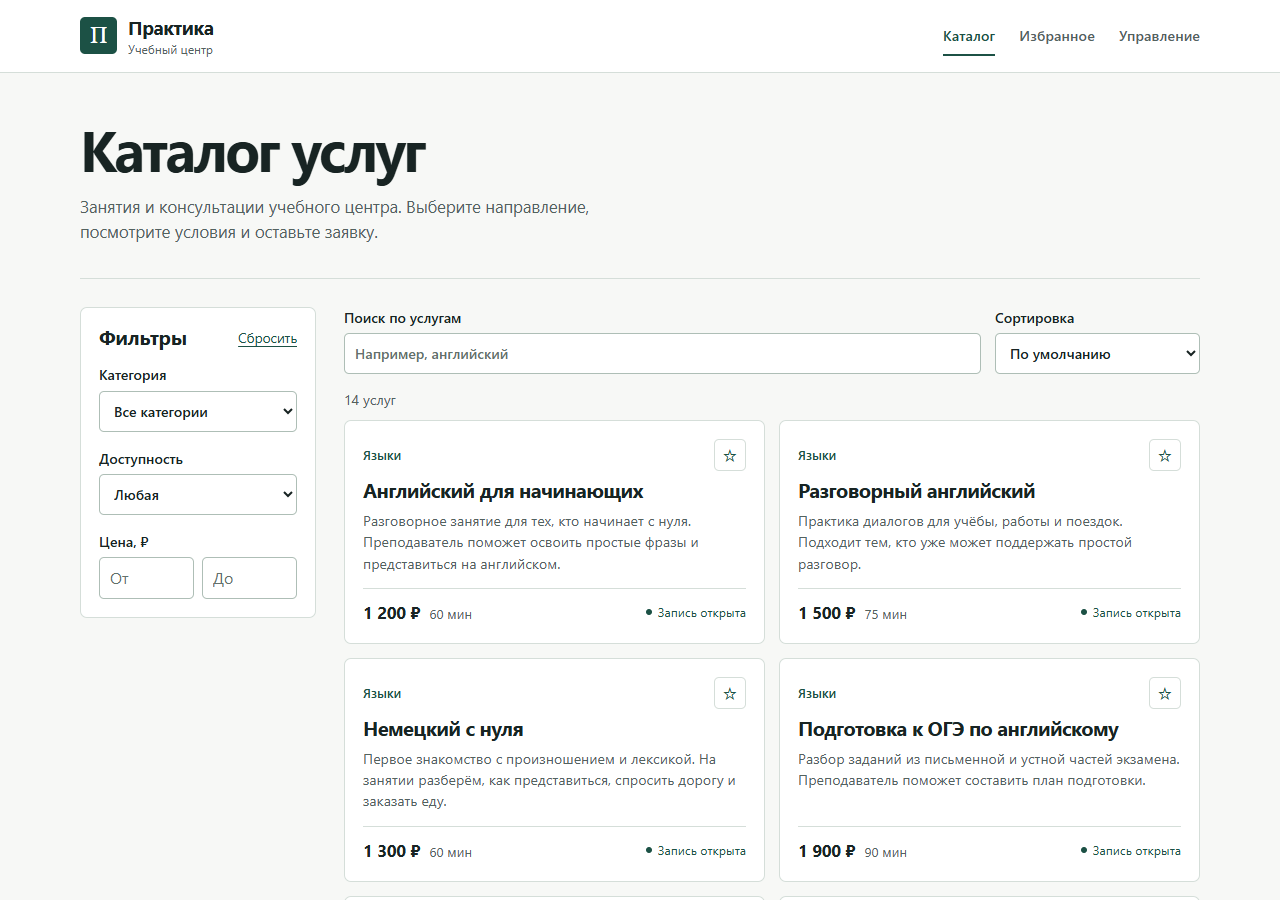 П
Практика
Учебный центр
Каталог
Избранное
Управление
Каталог услуг
Занятия и консультации учебного центра. Выберите направление,
посмотрите условия и оставьте заявку.
Фильтры
Сбросить
Категория
Все категории
Доступность
Любая
Цена, ₽
От
До
Поиск по услугам
Например, английский
Сортировка
По умолчанию
14 услуг
Языки
Английский для начинающих
Разговорное занятие для тех, кто начинает с нуля.
Преподаватель поможет освоить простые фразы и
представиться на английском.
1 200 ₽ 60 мин
Запись открыта
Языки
Разговорный английский
Практика диалогов для учёбы, работы и поездок.
Подходит тем, кто уже может поддержать простой
разговор.
1 500 ₽ 75 мин
Запись открыта
Языки
Немецкий с нуля
Первое знакомство с произношением и лексикой. На
занятии разберём, как представиться, спросить дорогу и
заказать еду.
1 300 ₽ 60 мин
Запись открыта
Языки
Подготовка к ОГЭ по английскому
Разбор заданий из письменной и устной частей экзамена.
Преподаватель поможет составить план подготовки.
1 900 ₽ 90 мин
Запись открыта